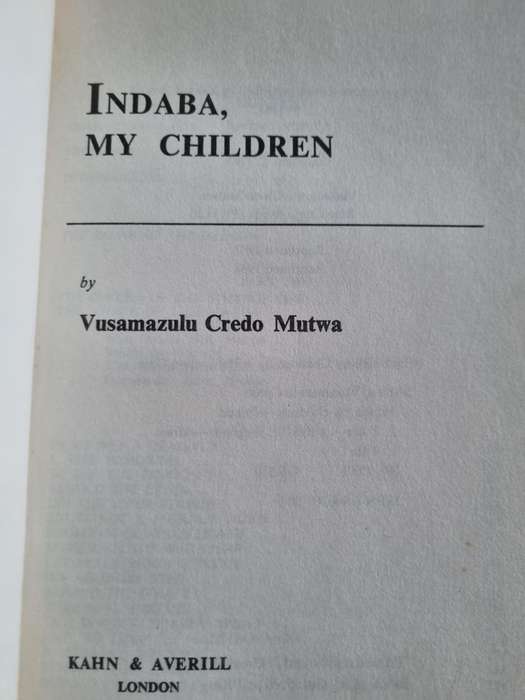 INDABA,
MY CHILDREN
by
Vusamazulu Credo Mutwa
KAHN & AVERILL
LONDON